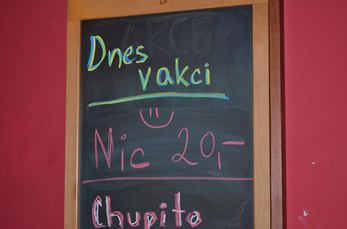 Dnes
vakci
Nic 20,-
Chupito